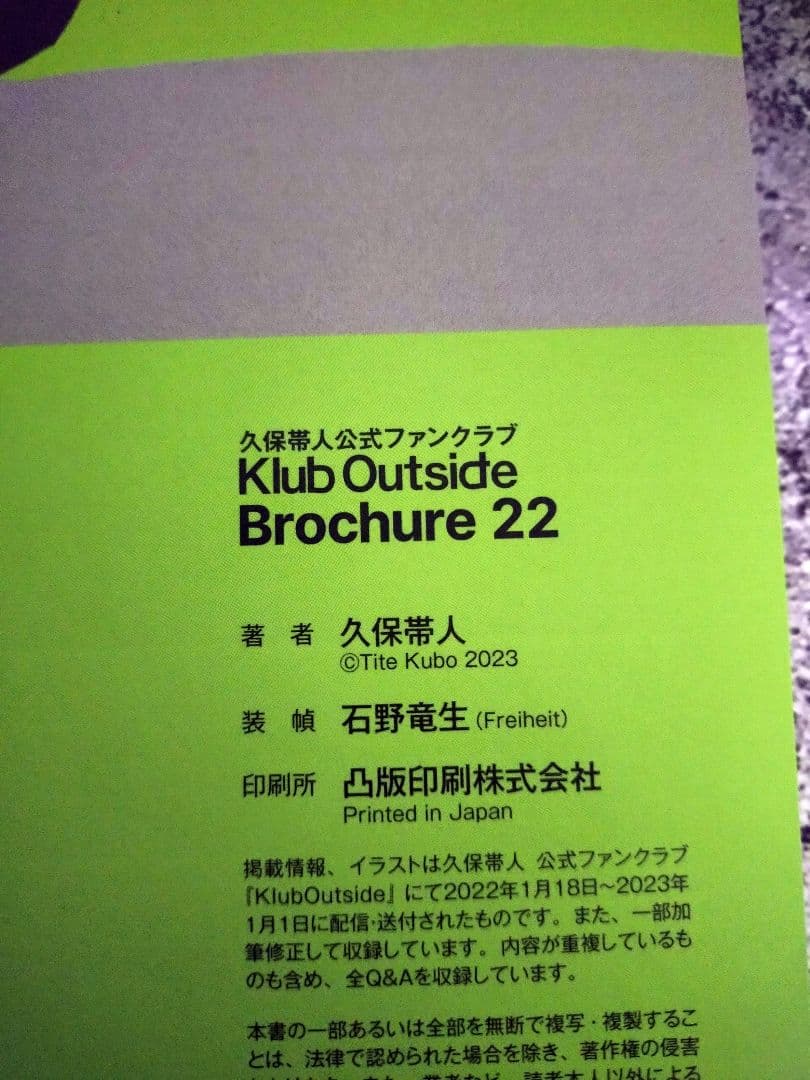 久保帯人公式ファンクラブ
Klub Outside
Brochure 22
著 者 久保帯人
©Tite Kubo 2023
装 幀 石野竜生 (Freiheit)
印刷所 凸版印刷株式会社
Printed in Japan
掲載情報、イラストは久保帯人 公式ファンクラブ
『KlubOutside』にて2022年1月18日〜2023年
1月1日に配信・送付されたものです。また、一部加
筆修正して収録しています。内容が重複しているも
のも含め、全Q&Aを収録しています。
本書の一部あるいは全部を無断で複写・複製するこ
とは、法律で認められた場合を除き、著作権の侵害
読者本人以外による